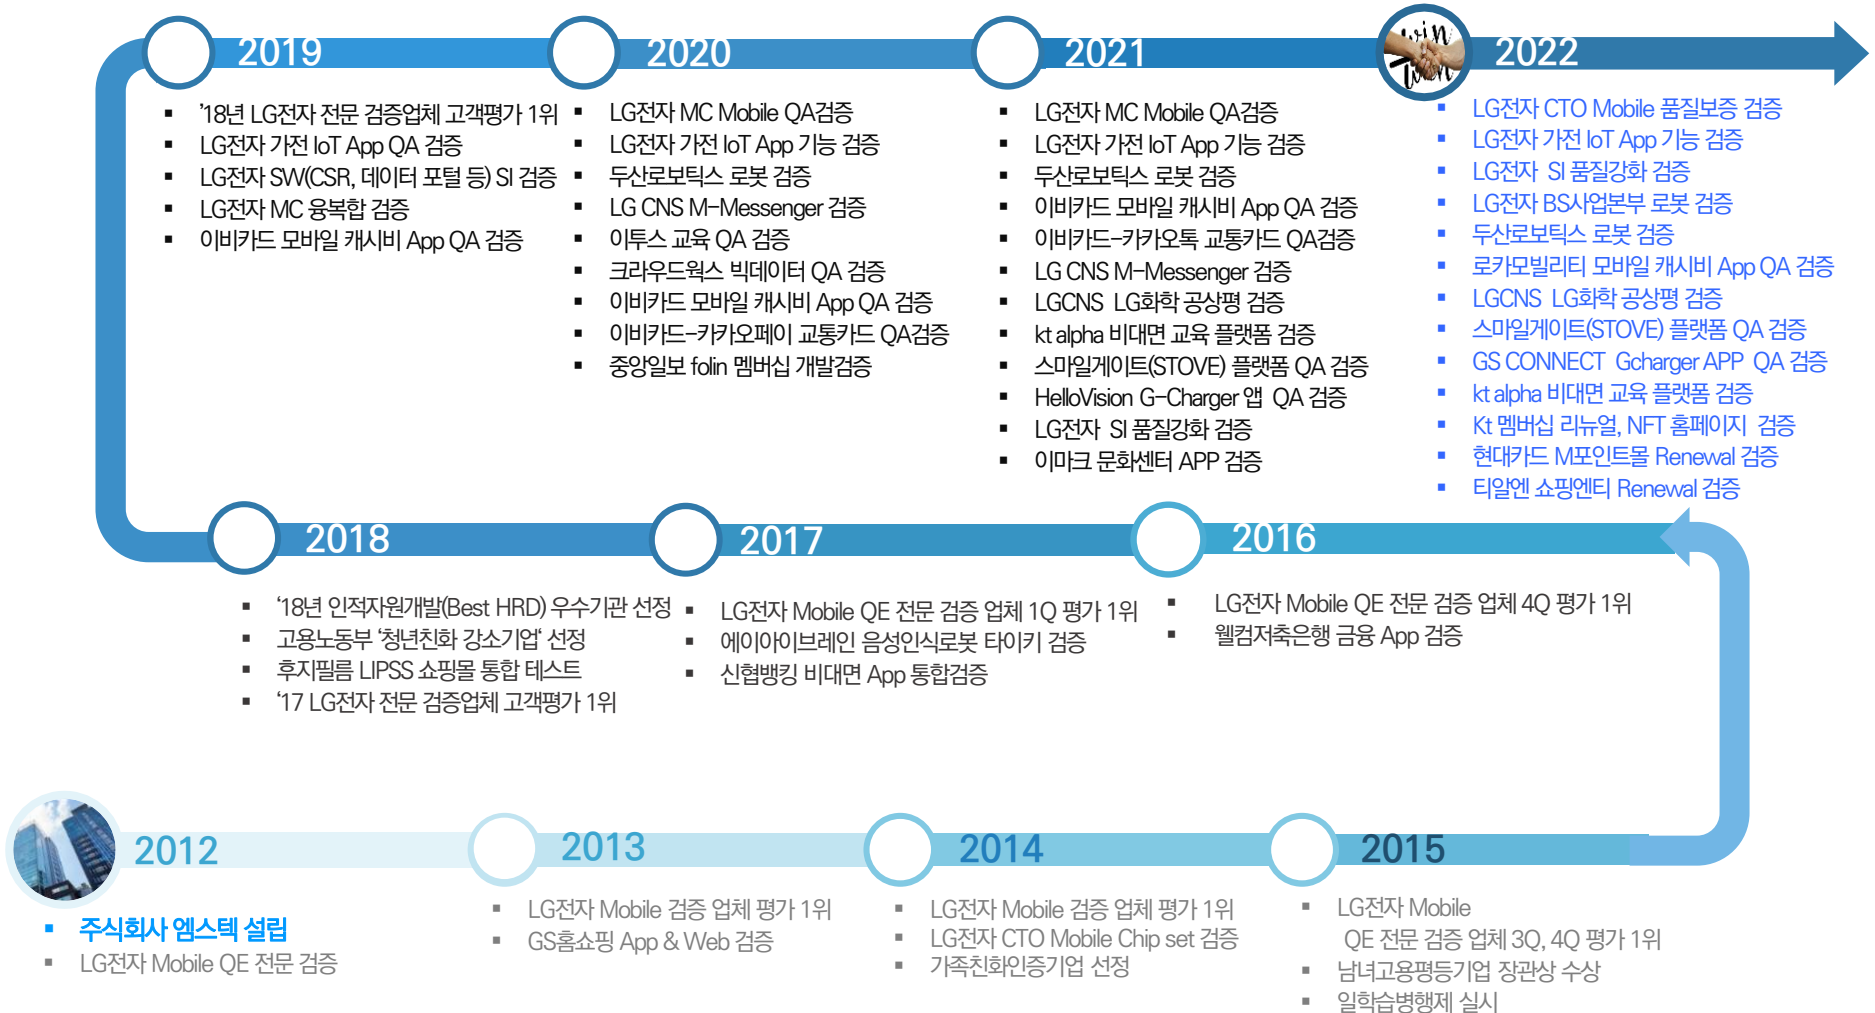 2019
’18년 LG전자 전문 검증업체 고객평가 1위
LG전자 가전 IoT App QA 검증
LG전자 SW(CSR, 데이터 포털 등) SI 검증
LG전자 MC 융복합 검증
이비카드 모바일 캐시비 App QA 검증
2020
LG전자 MC Mobile QA검증
LG전자 가전 IoT App 기능 검증
두산로보틱스 로봇 검증
LG CNS M-Messenger 검증
이투스 교육 QA 검증
크라우드웍스 빅데이터 QA 검증
이비카드 모바일 캐시비 App QA 검증
이비카드-카카오페이 교통카드 QA검증
중앙일보 folin 멤버십 개발검증
2021
LG전자 MC Mobile QA검증
LG전자 가전 IoT App 기능 검증
두산로보틱스 로봇 검증
이비카드 모바일 캐시비 App QA 검증
이비카드-카카오톡 교통카드 QA검증
LG CNS M-Messenger 검증
LGCNS LG화학 공상평 검증
kt alpha 비대면 교육 플랫폼 검증
스마일게이트(STOVE) 플랫폼 QA 검증
HelloVision G-Charger 앱 QA 검증
LG전자 SI 품질강화 검증
이마크 문화센터 APP 검증
win
2022
LG전자 CTO Mobile 품질보증 검증
LG전자 가전 IoT App 기능 검증
LG전자 SI 품질강화 검증
LG전자 BS사업본부 로봇 검증
두산로보틱스 로봇 검증
로카모빌리티 모바일 캐시비 App QA 검증
LGCNS LG화학 공상평 검증
스마일게이트(STOVE) 플랫폼 QA 검증
GS CONNECT Gcharger APP QA 검증
kt alpha 비대면 교육 플랫폼 검증
Kt 멤버십 리뉴얼, NFT 홈페이지 검증
현대카드 M포인트몰 Renewal 검증
티알엔 쇼핑엔티 Renewal 검증
2018
‘18년 인적자원개발(Best HRD) 우수기관 선정
고용노동부 ‘청년친화 강소기업‘ 선정
후지필름 LIPSS 쇼핑몰 통합 테스트
‘17 LG전자 전문 검증업체 고객평가 1위
2017
LG전자 Mobile QE 전문 검증 업체 1Q 평가 1위
에이아이브레인 음성인식로봇 타이키 검증
신협뱅킹 비대면 App 통합검증
2016
LG전자 Mobile QE 전문 검증 업체 4Q 평가 1위
웰컴저축은행 금융 App 검증
2012
주식회사 엠스텍 설립
LG전자 Mobile QE 전문 검증
2013
LG전자 Mobile 검증 업체 평가 1위
GS홈쇼핑 App & Web 검증
2014
LG전자 Mobile 검증 업체 평가 1위
LG전자 CTO Mobile Chip set 검증
가족친화인증기업 선정
2015
LG전자 Mobile
QE 전문 검증 업체 3Q, 4Q 평가 1위
남녀고용평등기업 장관상 수상
일학습병행제 실시